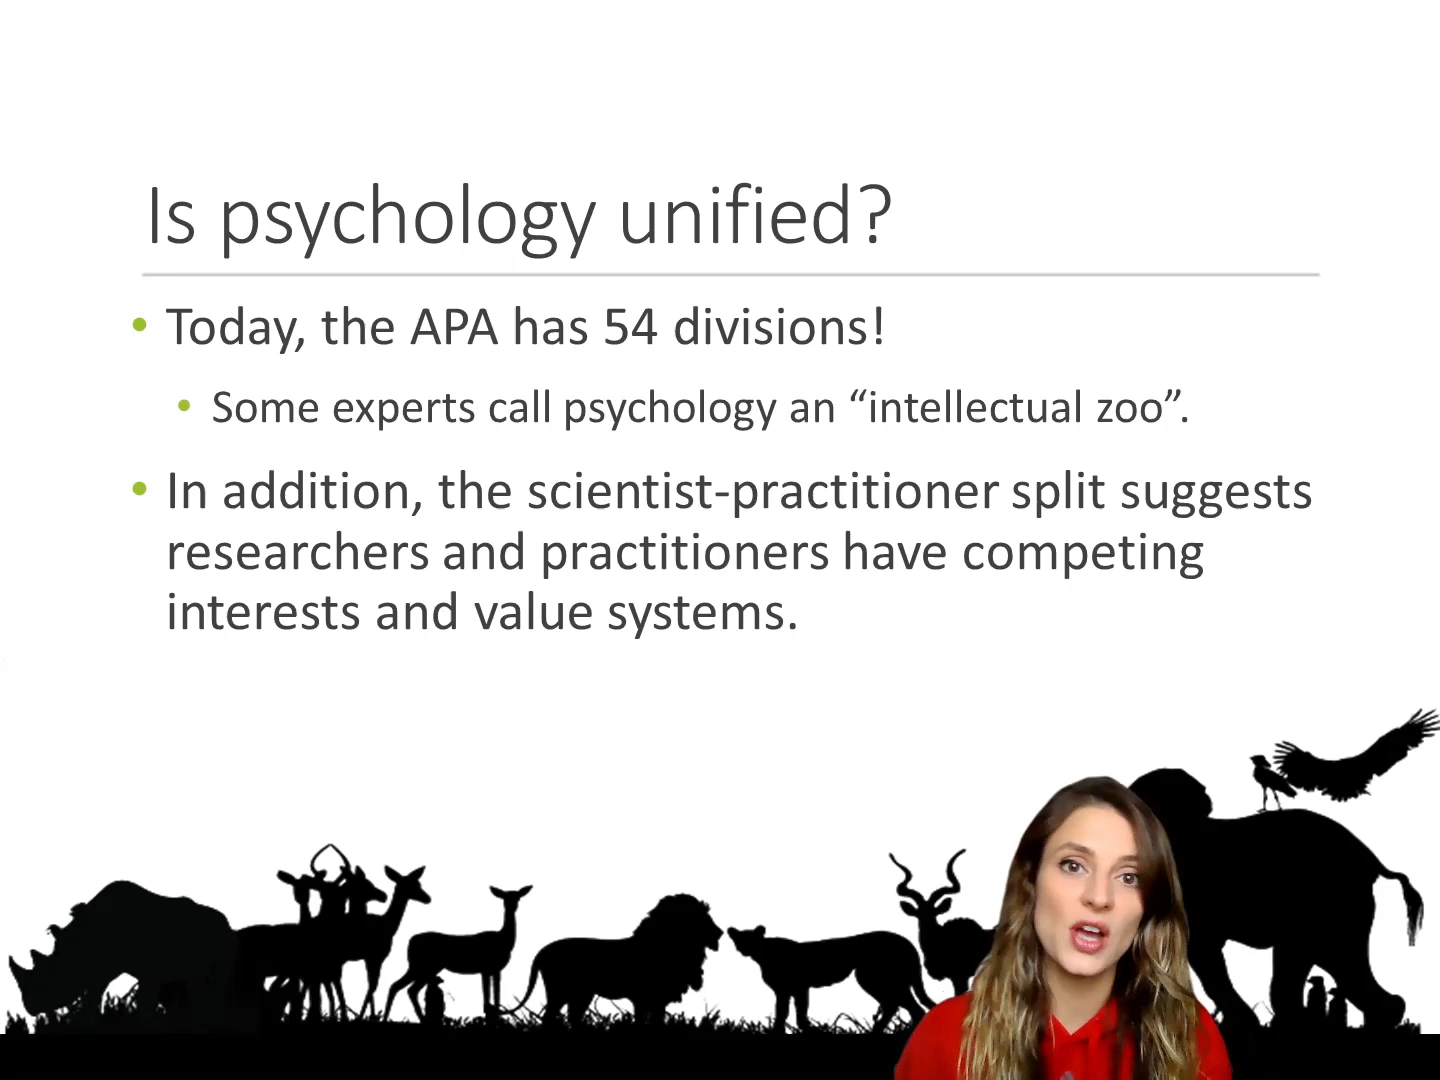 Is psychology unified?
• Today, the APA has 54 divisions!
• Some experts call psychology an “intellectual zoo”.
• In addition, the scientist-practitioner split suggests
researchers and practitioners have competing
interests and value systems.